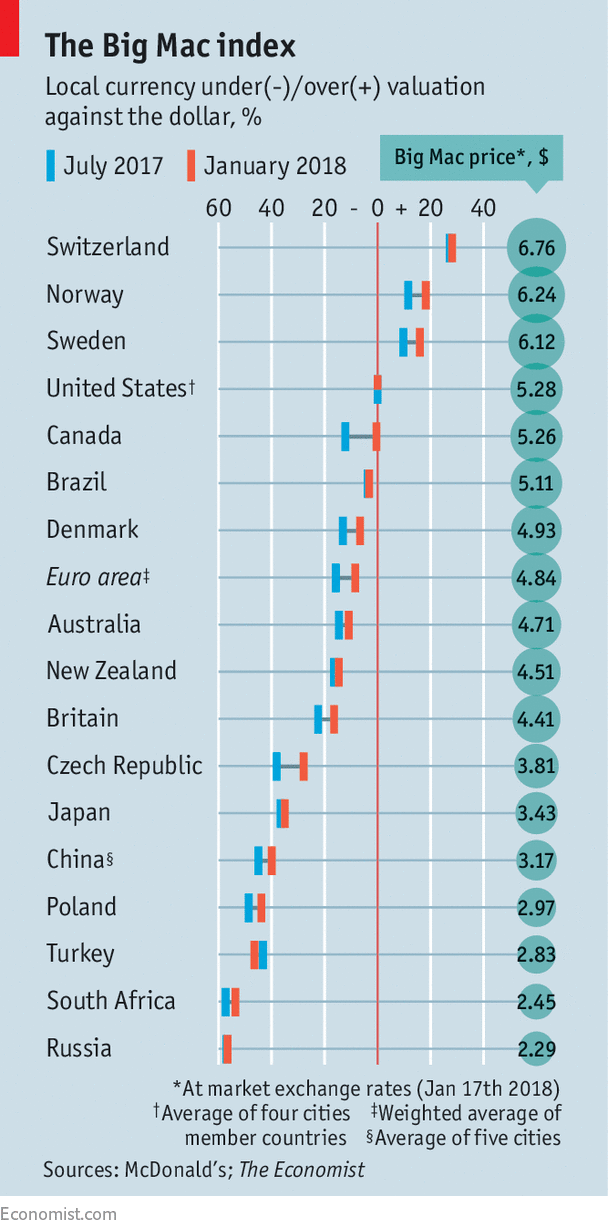 The Big Mac index
Local currency under(-)/over(+) valuation
against the dollar, %
July 2017 January 2018 Big Mac price*, $
60 40 20 - 0 + 20 40
Switzerland 6.76
Norway 6.24
Sweden 6.12
United States† 5.28
Canada 5.26
Brazil 5.11
Denmark 4.93
Euro area‡ 4.84
Australia 4.71
New Zealand 4.51
Britain 4.41
Czech Republic 3.81
Japan 3.43
China§ 3.17
Poland 2.97
Turkey 2.83
South Africa 2.45
Russia 2.29
*At market exchange rates (Jan 17th 2018)
†Average of four cities ‡Weighted average of
member countries §Average of five cities
Sources: McDonald's; The Economist
Economist.com